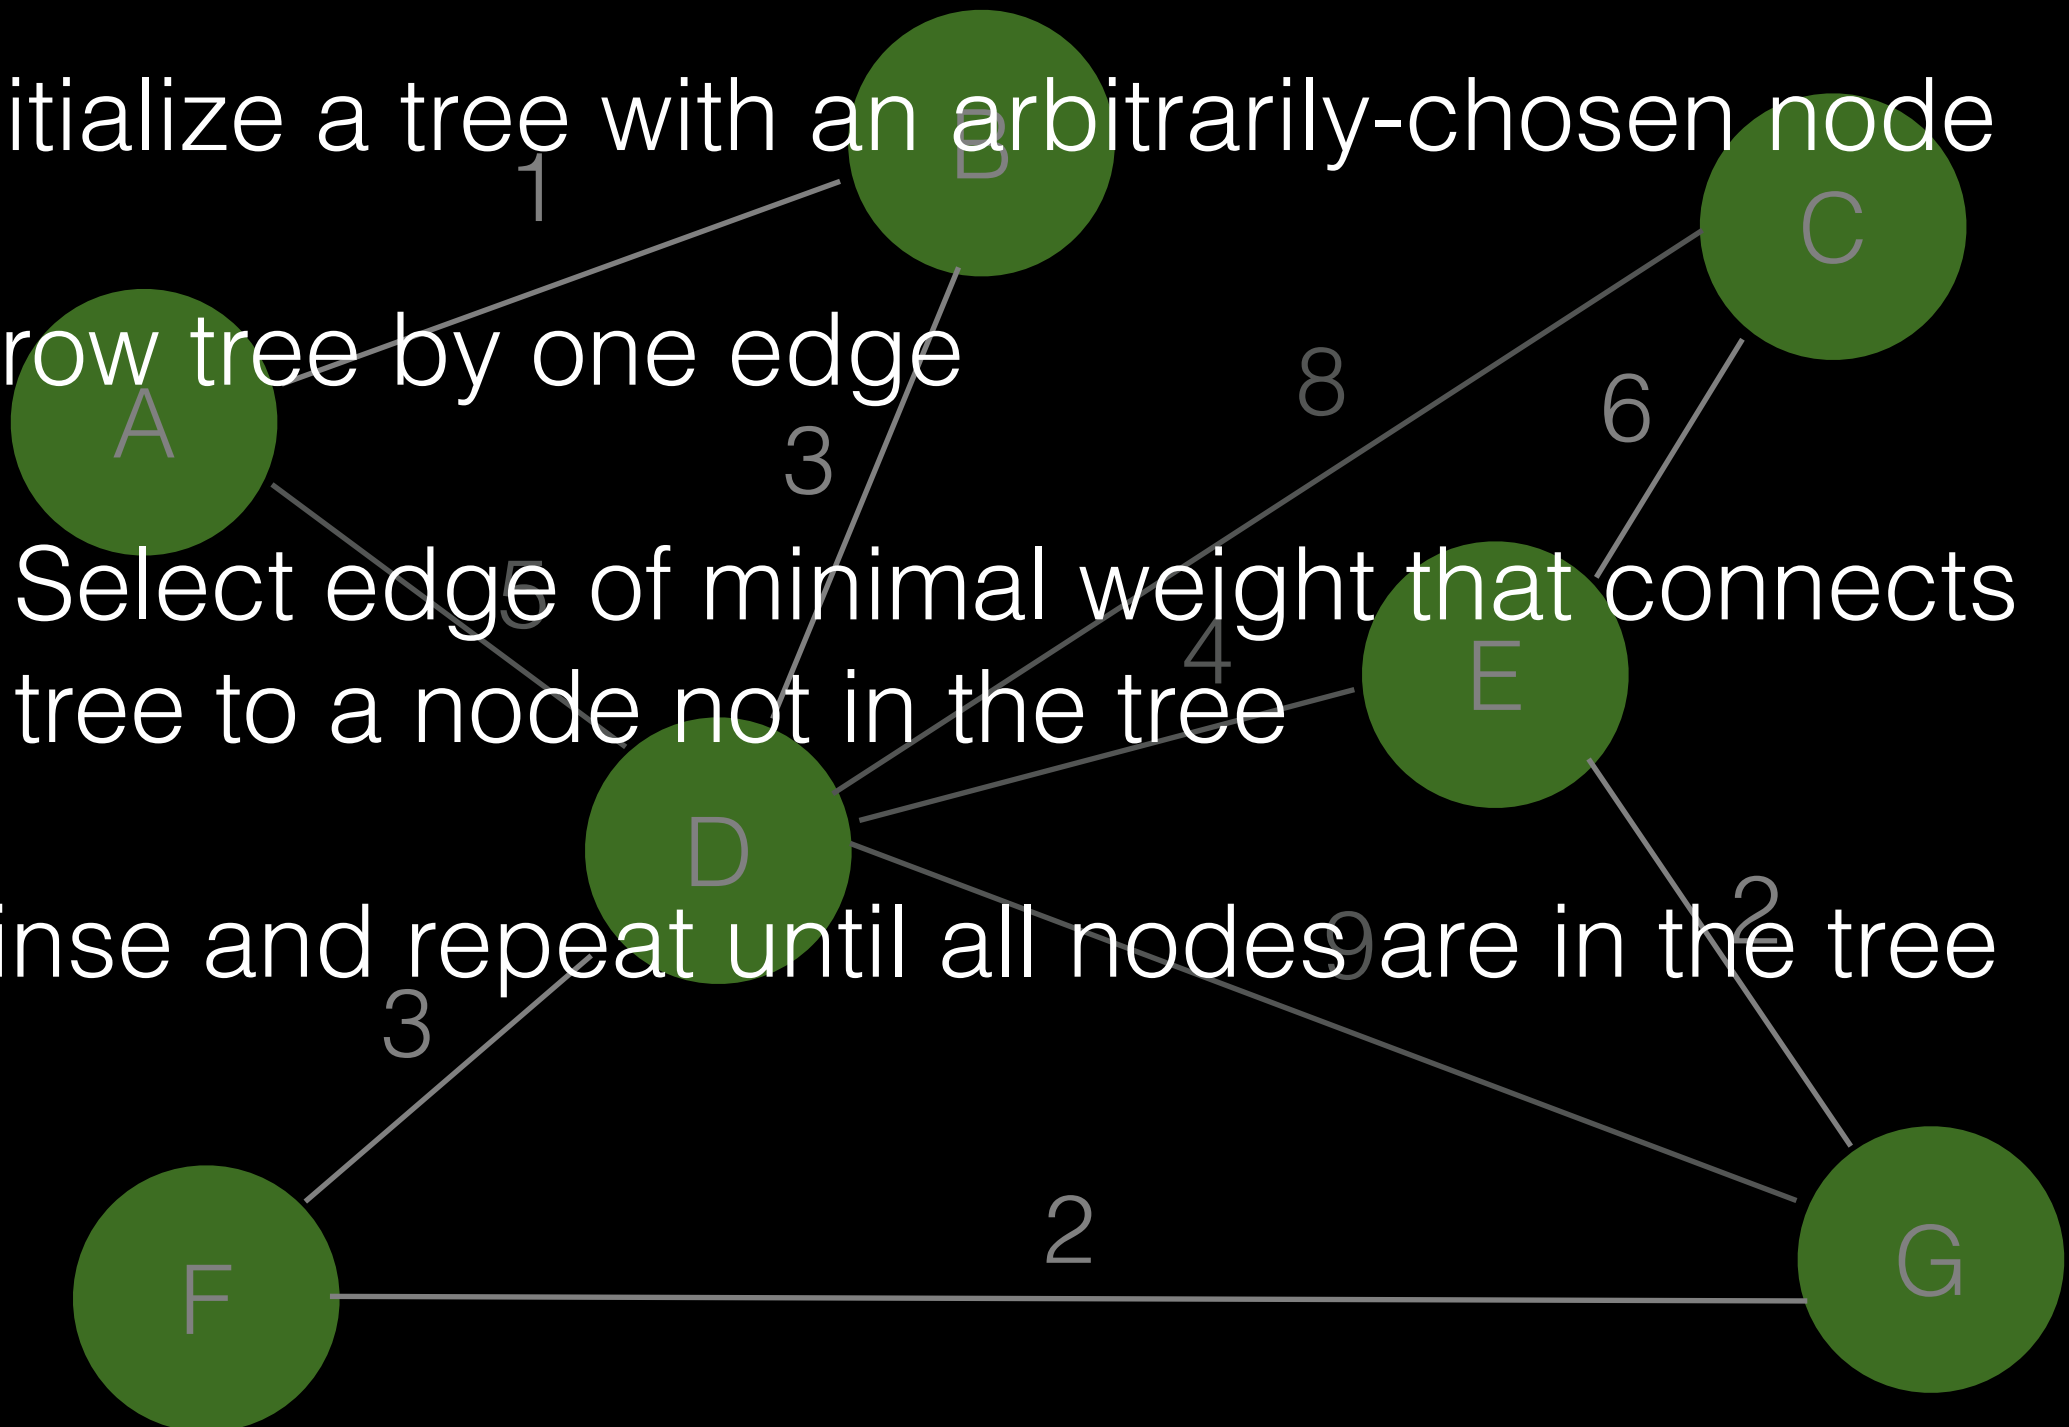 itialize a tree with an arbitrarily-chosen node
B
1
C
row tree by one edge
A
8
6
3
Select edge of minimal weight that connects
5
4
E
tree to a node not in the tree
D
2
inse and repeat until all nodes are in the tree
9
3
2
F
G